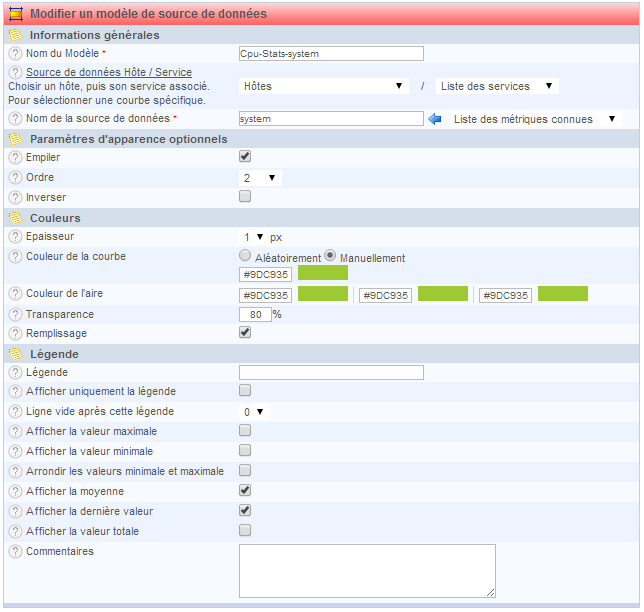 Modifier un modèle de source de données
Informations générales
? Nom du Modèle * Cpu-Stats-system
? Source de données Hôte / Service
Choisir un hôte, puis son service associé. Hôtes / Liste des services
Pour sélectionner une courbe spécifique.
? Nom de la source de données * system Liste des métriques connues
Paramètres d'apparence optionnels
? Empiler
? Ordre 2
? Inverser
Couleurs
? Epaisseur 1 px
? Couleur de la courbe Aléatoirement Manuellement
#9DC935
? Couleur de l'aire #9DC935 #9DC935 #9DC935
? Transparence 80 %
? Remplissage
Légende
? Légende
? Afficher uniquement la légende
? Ligne vide après cette légende 0
? Afficher la valeur maximale
? Afficher la valeur minimale
? Arrondir les valeurs minimale et maximale
? Afficher la moyenne
? Afficher la dernière valeur
? Afficher la valeur totale
? Commentaires